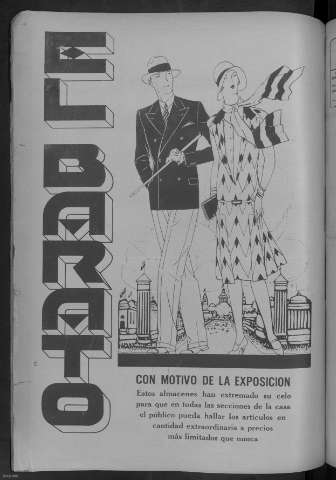 EL BARATO
CON MOTIVO DE LA EXPOSICION
Estos almacenes han extremado su celo
para que en todas las secciones de la casa
el público pueda hallar los artículos en
cantidad extraordinaria a precios
más limitados que nunca